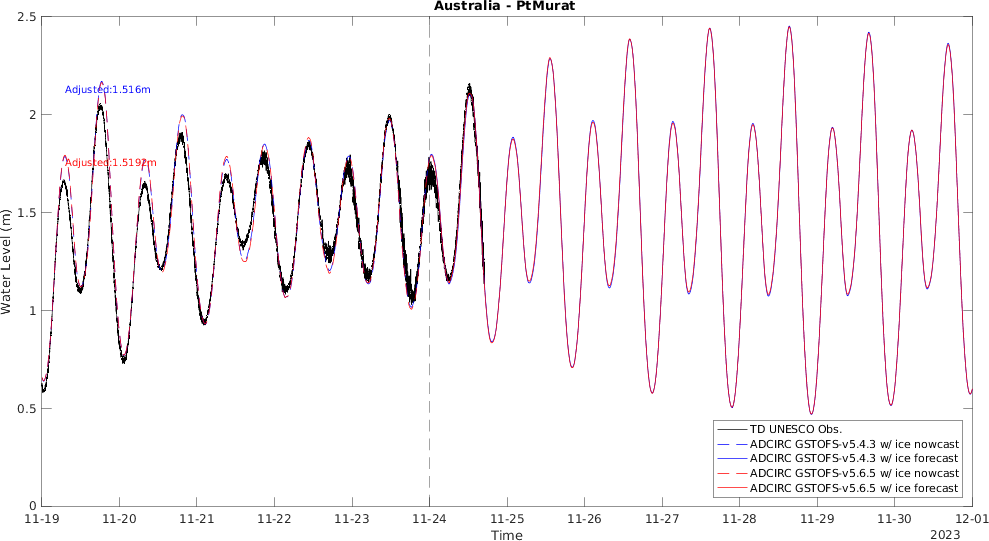 Australia - PtMurat
2.5
2
1.5
1
0.5
0
Water Level (m)
Adjusted:1.516m
Adjusted:1.5192m
TD UNESCO Obs.
ADCIRC GSTOFS-v5.4.3 w/ ice nowcast
ADCIRC GSTOFS-v5.4.3 w/ ice forecast
ADCIRC GSTOFS-v5.6.5 w/ ice nowcast
ADCIRC GSTOFS-v5.6.5 w/ ice forecast
11-19 11-20 11-21 11-22 11-23 11-24 11-25 11-26 11-27 11-28 11-29 11-30 12-01
Time
2023